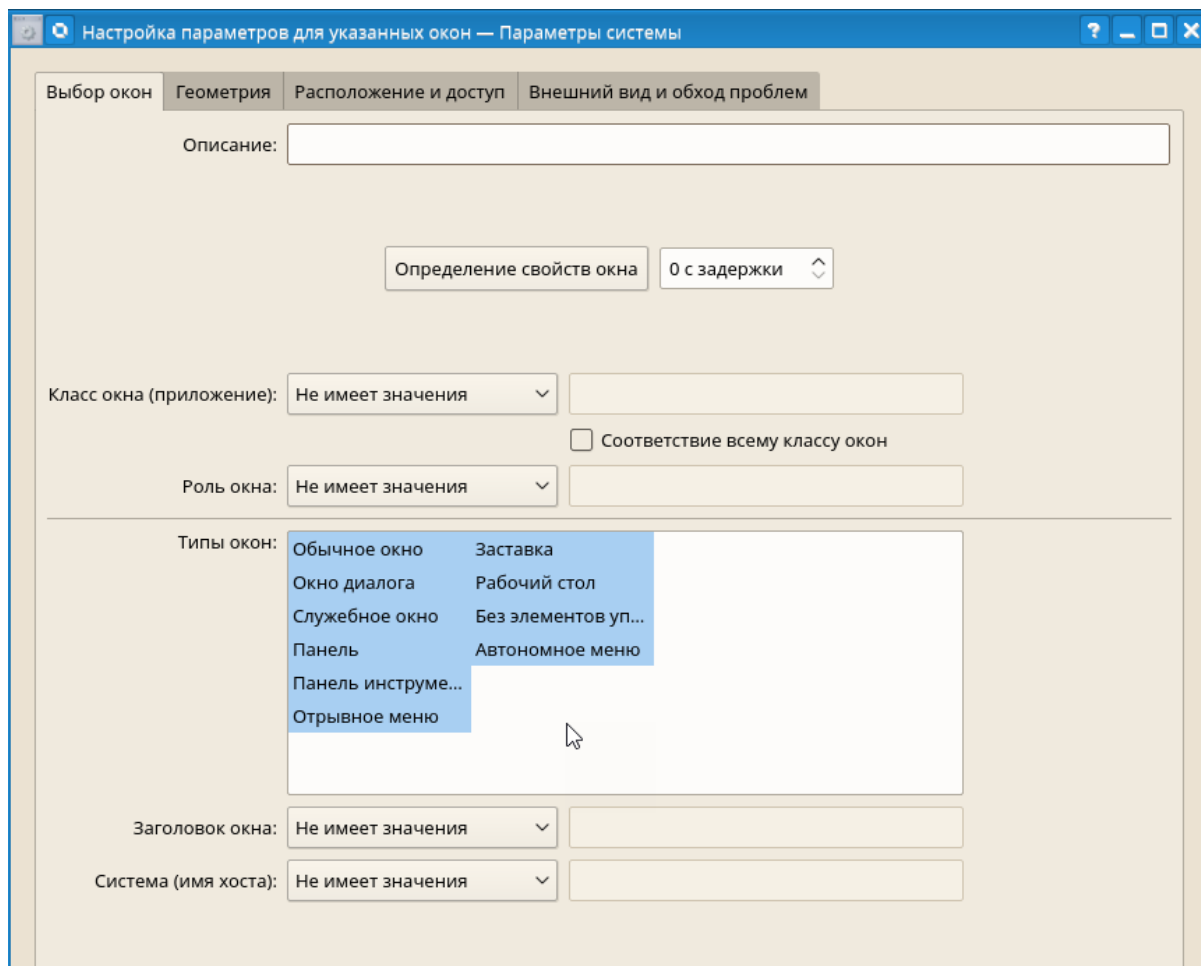 Настройка параметров для указанных окон — Параметры системы
Выбор окон Геометрия Расположение и доступ Внешний вид и обход проблем
Описание:
Определение свойств окна 0 с задержки
Класс окна (приложение): Не имеет значения
Соответствие всему классу окон
Роль окна: Не имеет значения
Типы окон: Обычное окно Заставка
Окно диалога Рабочий стол
Служебное окно Без элементов уп...
Панель Автономное меню
Панель инструме...
Отрывное меню
Заголовок окна: Не имеет значения
Система (имя хоста): Не имеет значения